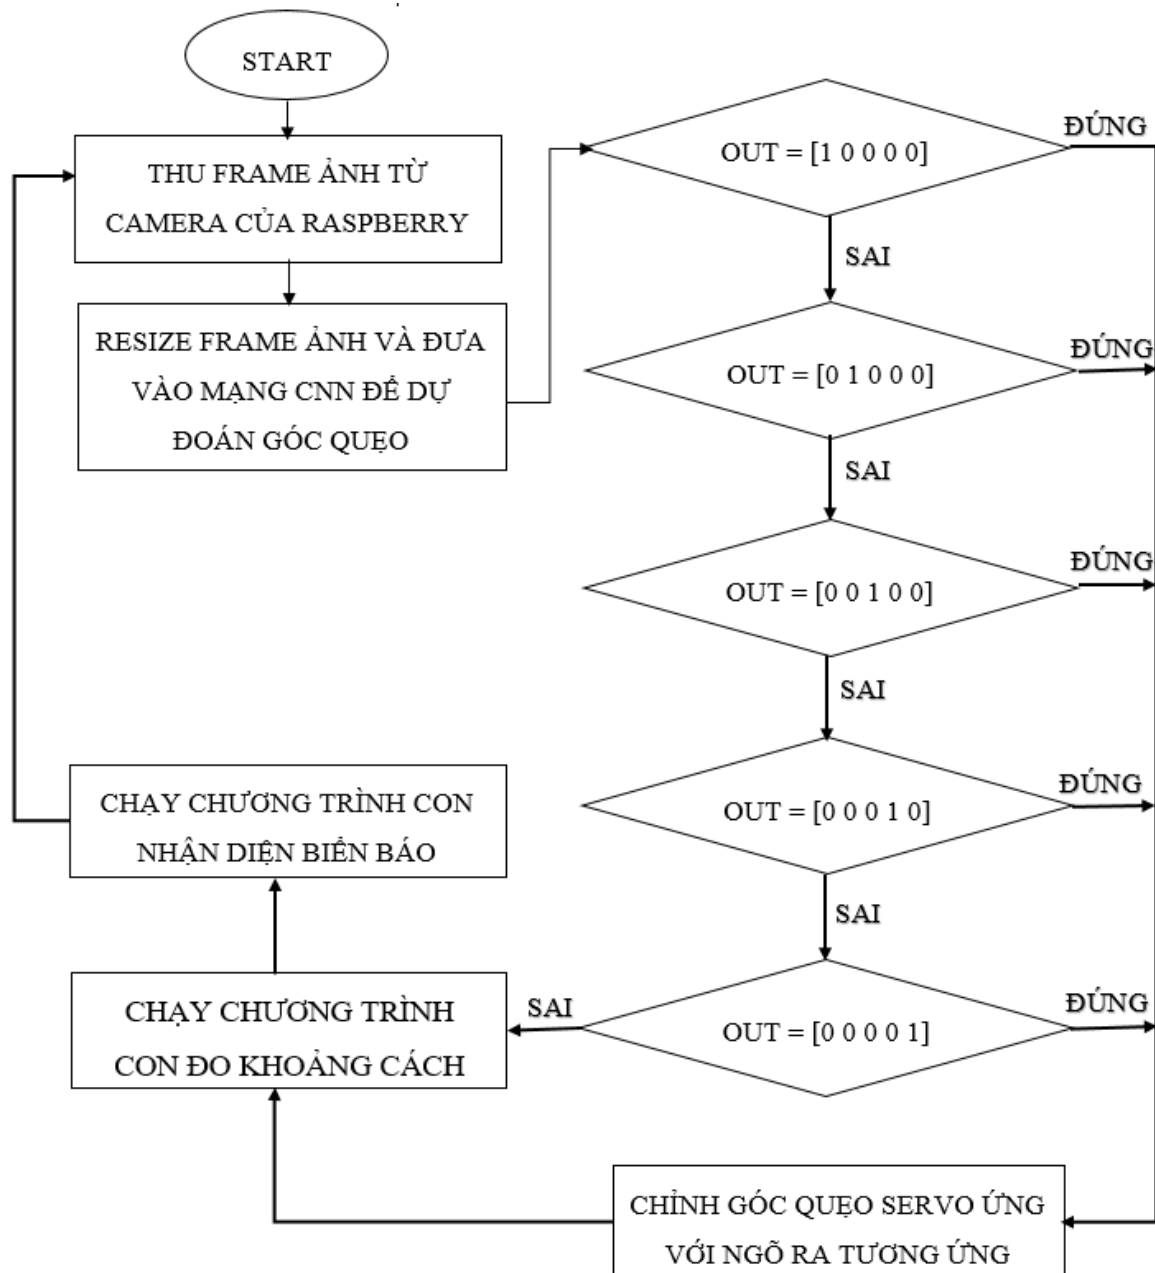 START
THU FRAME ẢNH TỪ
CAMERA CỦA RASPBERRY
RESIZE FRAME ẢNH VÀ ĐƯA
VÀO MẠNG CNN ĐỂ DỰ
ĐOÁN GÓC QUẸO
OUT = [1 0 0 0 0]
ĐÚNG
SAI
OUT = [0 1 0 0 0]
ĐÚNG
SAI
OUT = [0 0 1 0 0]
ĐÚNG
SAI
OUT = [0 0 0 1 0]
ĐÚNG
SAI
OUT = [0 0 0 0 1]
ĐÚNG
SAI
CHỈNH GÓC QUẸO SERVO ỨNG
VỚI NGÕ RA TƯƠNG ỨNG
CHẠY CHƯƠNG TRÌNH
CON ĐO KHOẢNG CÁCH
CHẠY CHƯƠNG TRÌNH CON
NHẬN DIỆN BIỂN BÁO